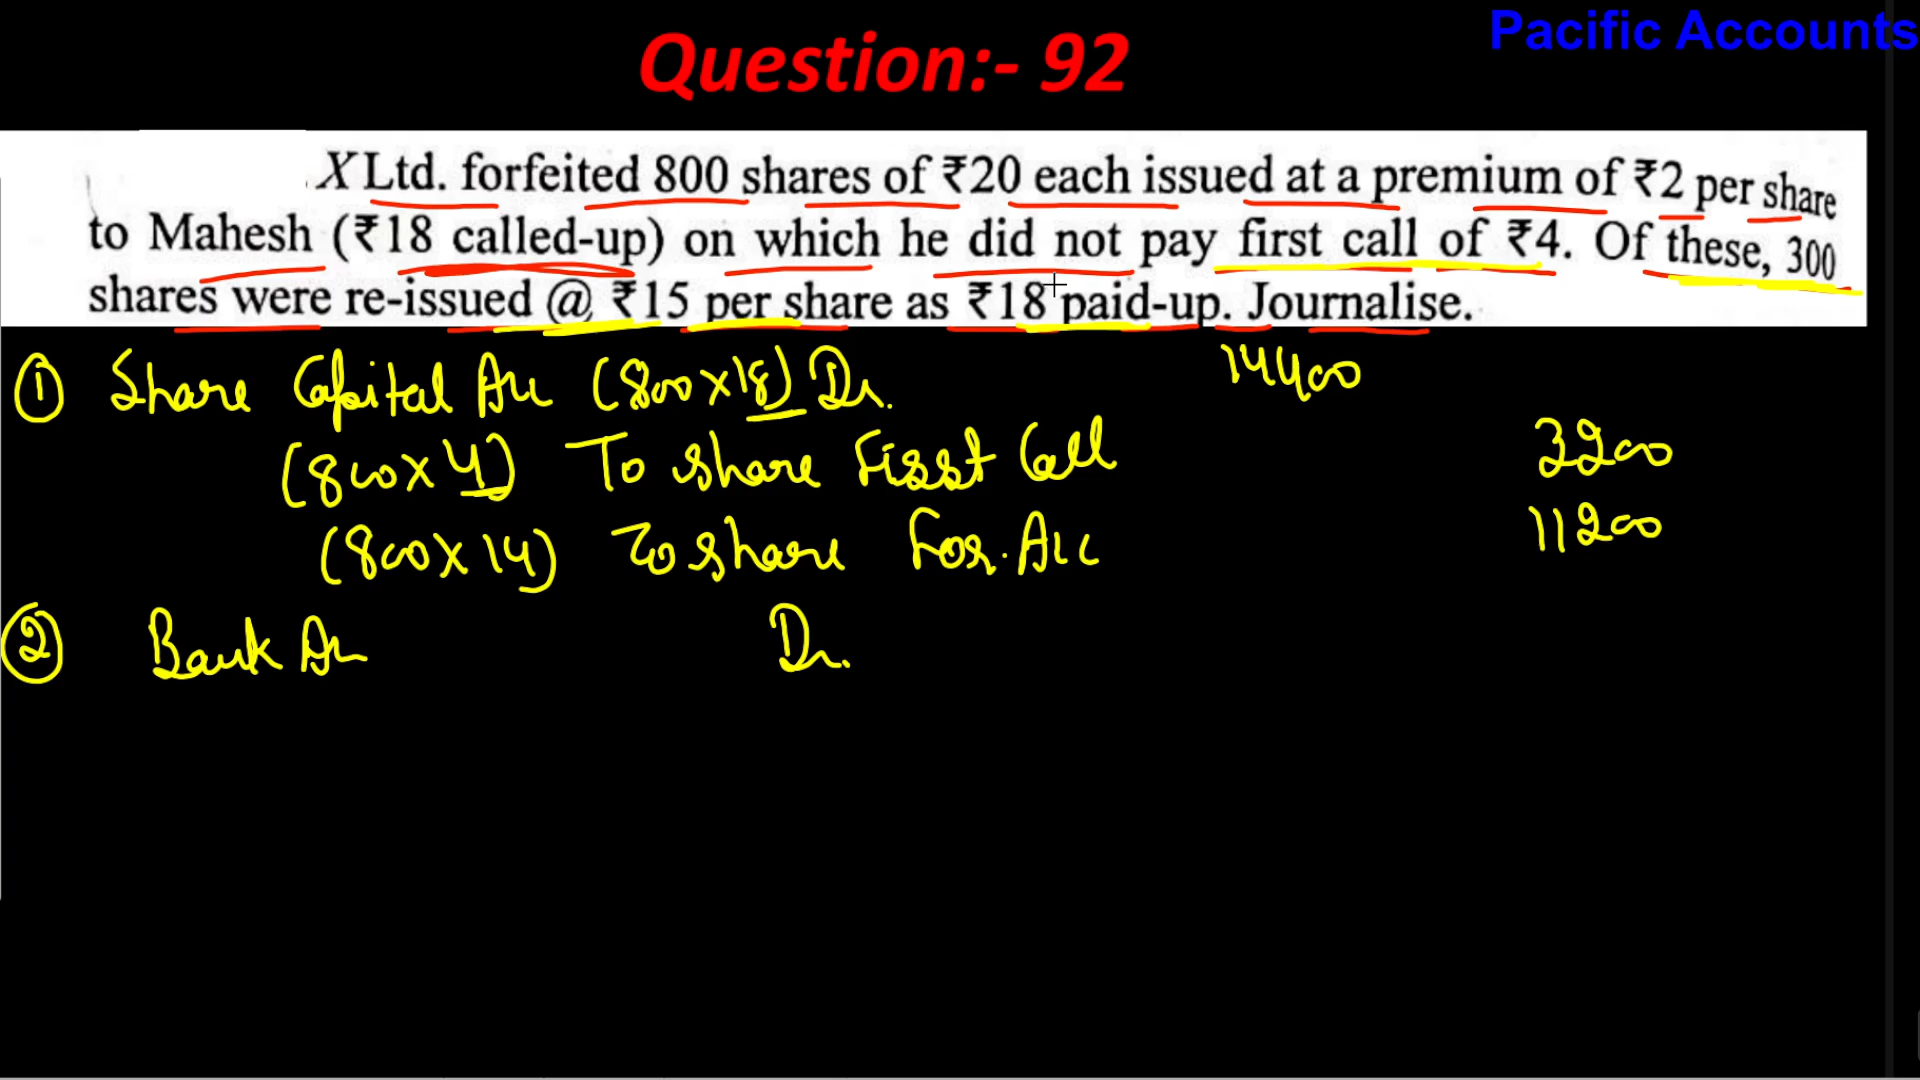 Pacific Accounts
Question:- 92
X Ltd. forfeited 800 shares of ₹20 each issued at a premium of ₹2 per share
to Mahesh (₹18 called-up) on which he did not pay first call of ₹4. Of these, 300
shares were re-issued @ ₹15 per share as ₹18 paid-up. Journalise.
① Share Capital A/c (800×18) Dr. 14400
(800×4) To Share First Call 3200
(800×14) To Share For. A/c 11200
② Bank A/c Dr.